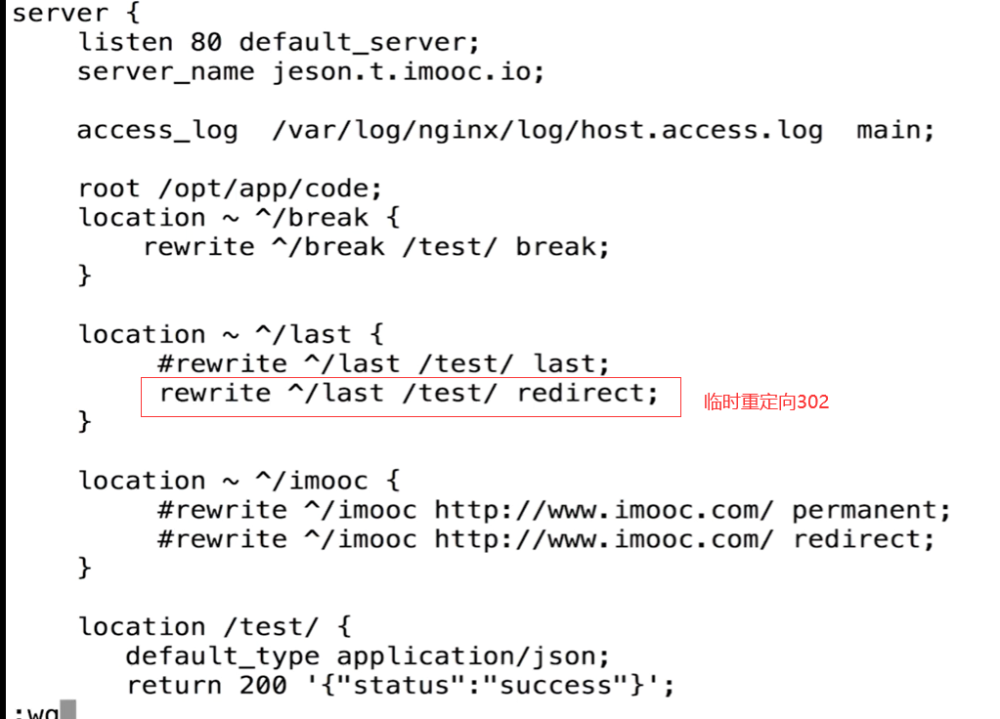 server {
    listen 80 default_server;
    server_name jeson.t.imooc.io;
    access_log  /var/log/nginx/log/host.access.log  main;
    root /opt/app/code;
    location ~ ^/break {
        rewrite ^/break /test/ break;
    }
    location ~ ^/last {
         #rewrite ^/last /test/ last;
         rewrite ^/last /test/ redirect; 临时重定向302
    }
    location ~ ^/imooc {
         #rewrite ^/imooc http://www.imooc.com/ permanent;
         #rewrite ^/imooc http://www.imooc.com/ redirect;
    }
    location /test/ {
       default_type application/json;
       return 200 '{"status":"success"}';
:wq